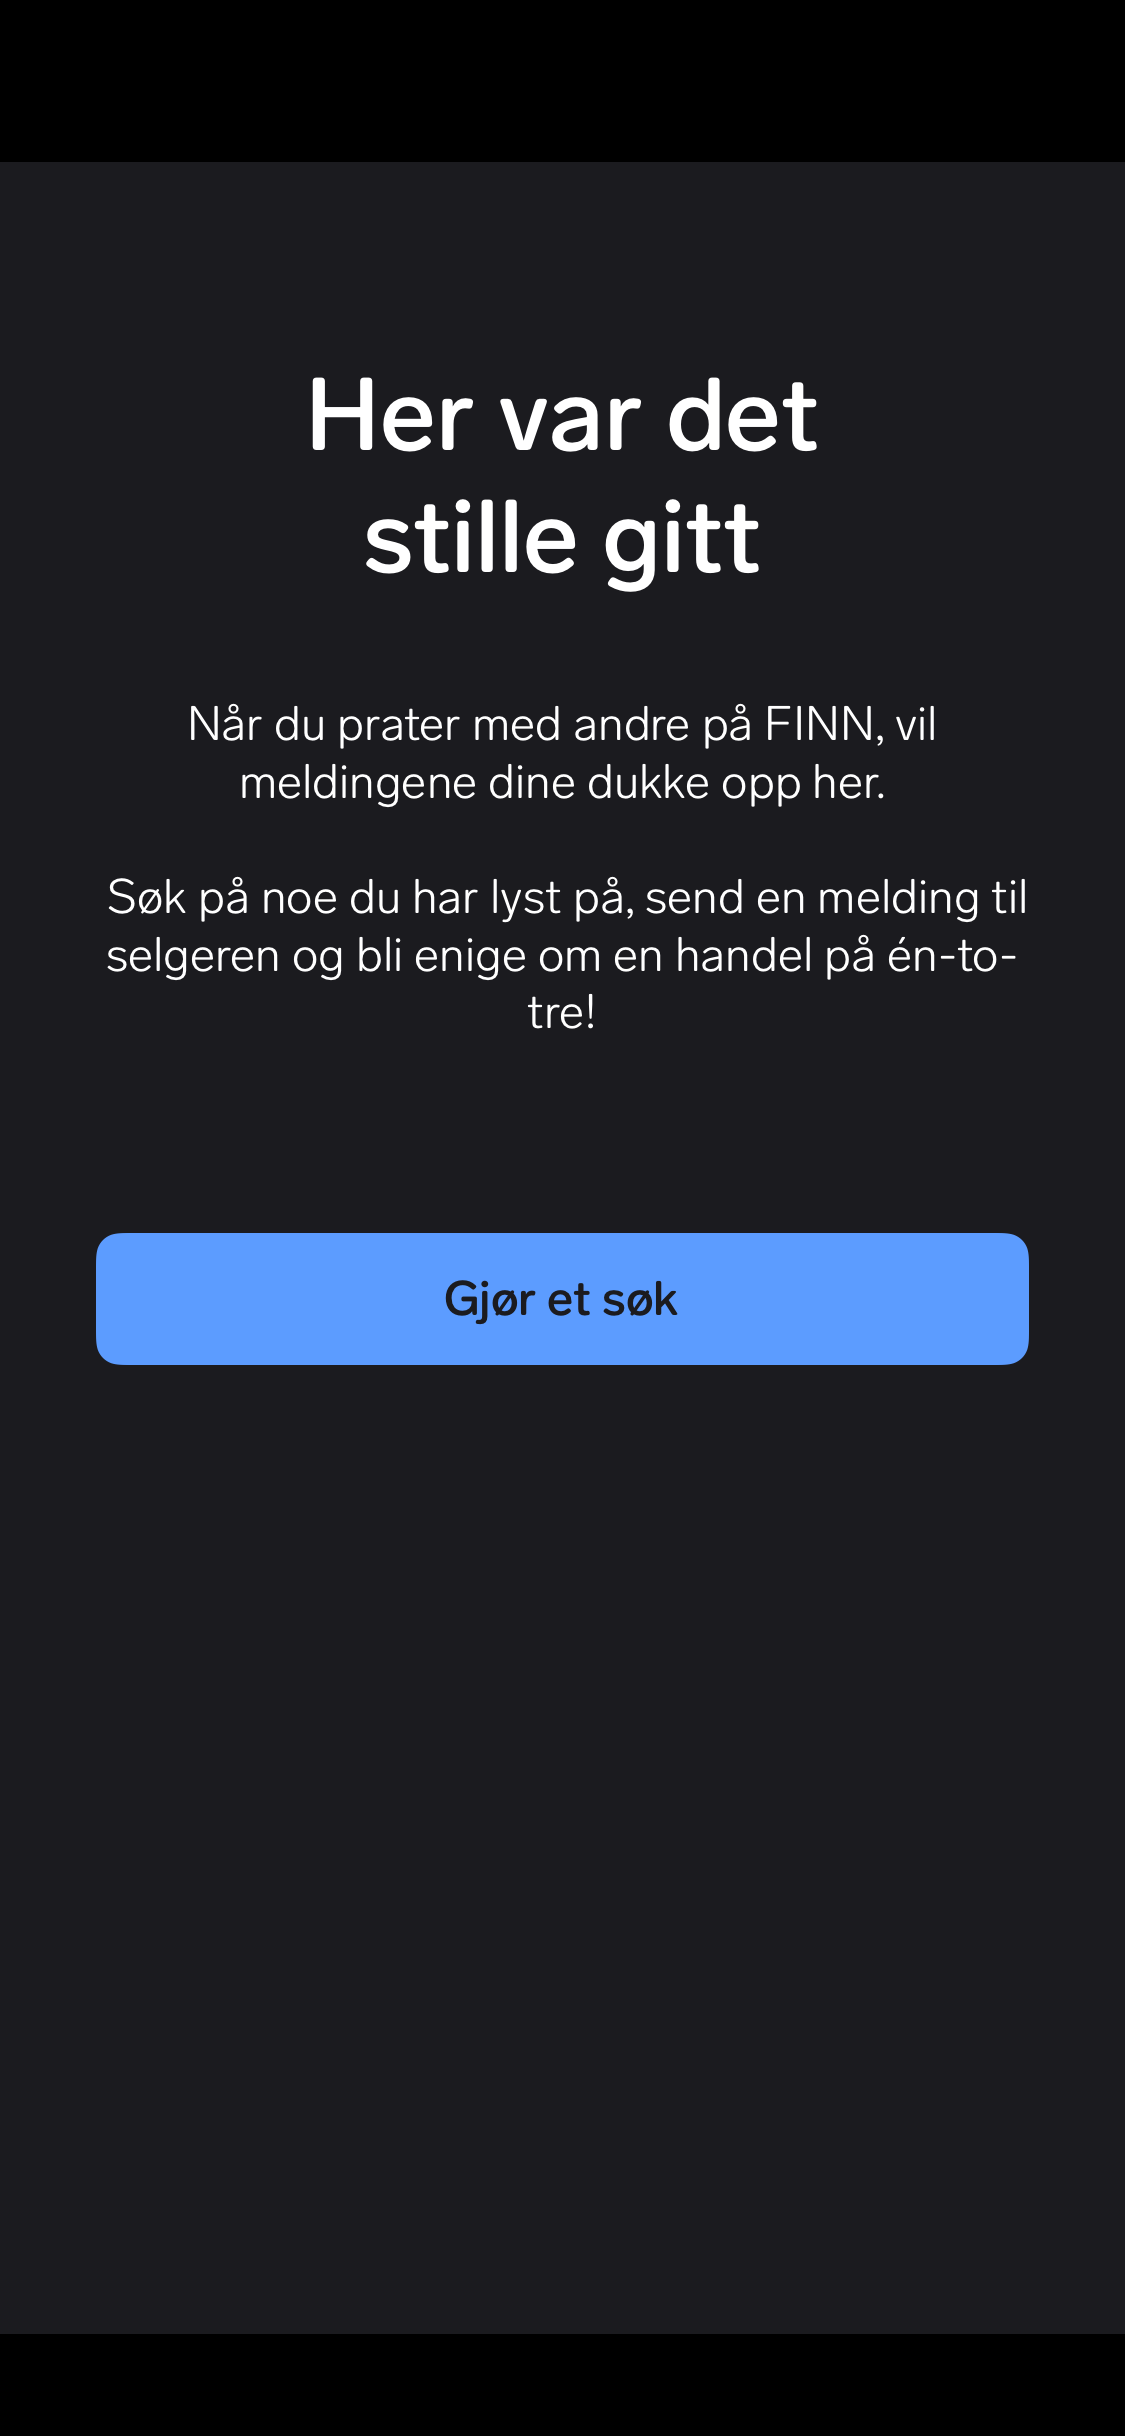 Her var det
stille gitt
Når du prater med andre på FINN, vil
meldingene dine dukke opp her.
Søk på noe du har lyst på, send en melding til
selgeren og bli enige om en handel på én-to-
tre!
Gjør et søk